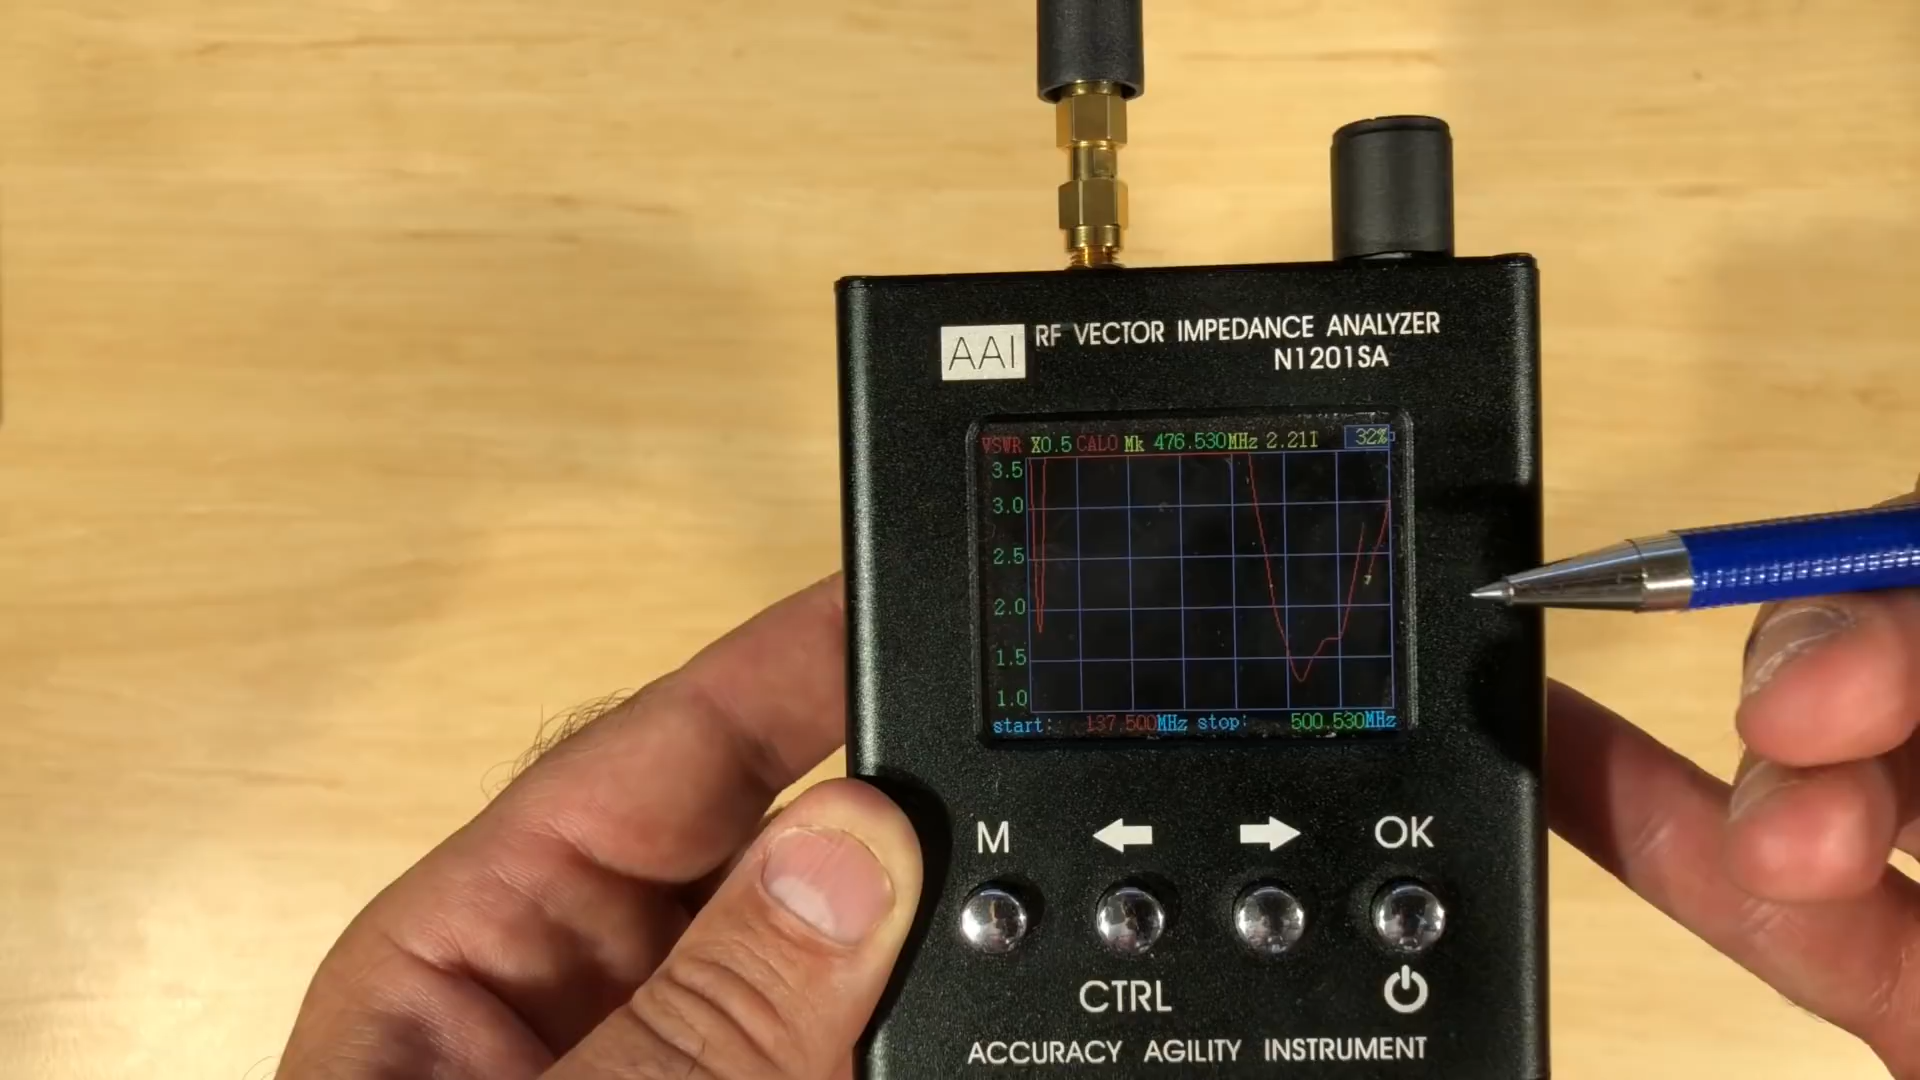 AAI RF VECTOR IMPEDANCE ANALYZER
N1201SA
VSWR X0.5 CALO Mk 476.530MHz 2.211 32%
3.5
3.0
2.5
2.0
1.5
1.0
start: 137.500MHz stop: 500.530MHz
M OK
CTRL
ACCURACY AGILITY INSTRUMENT